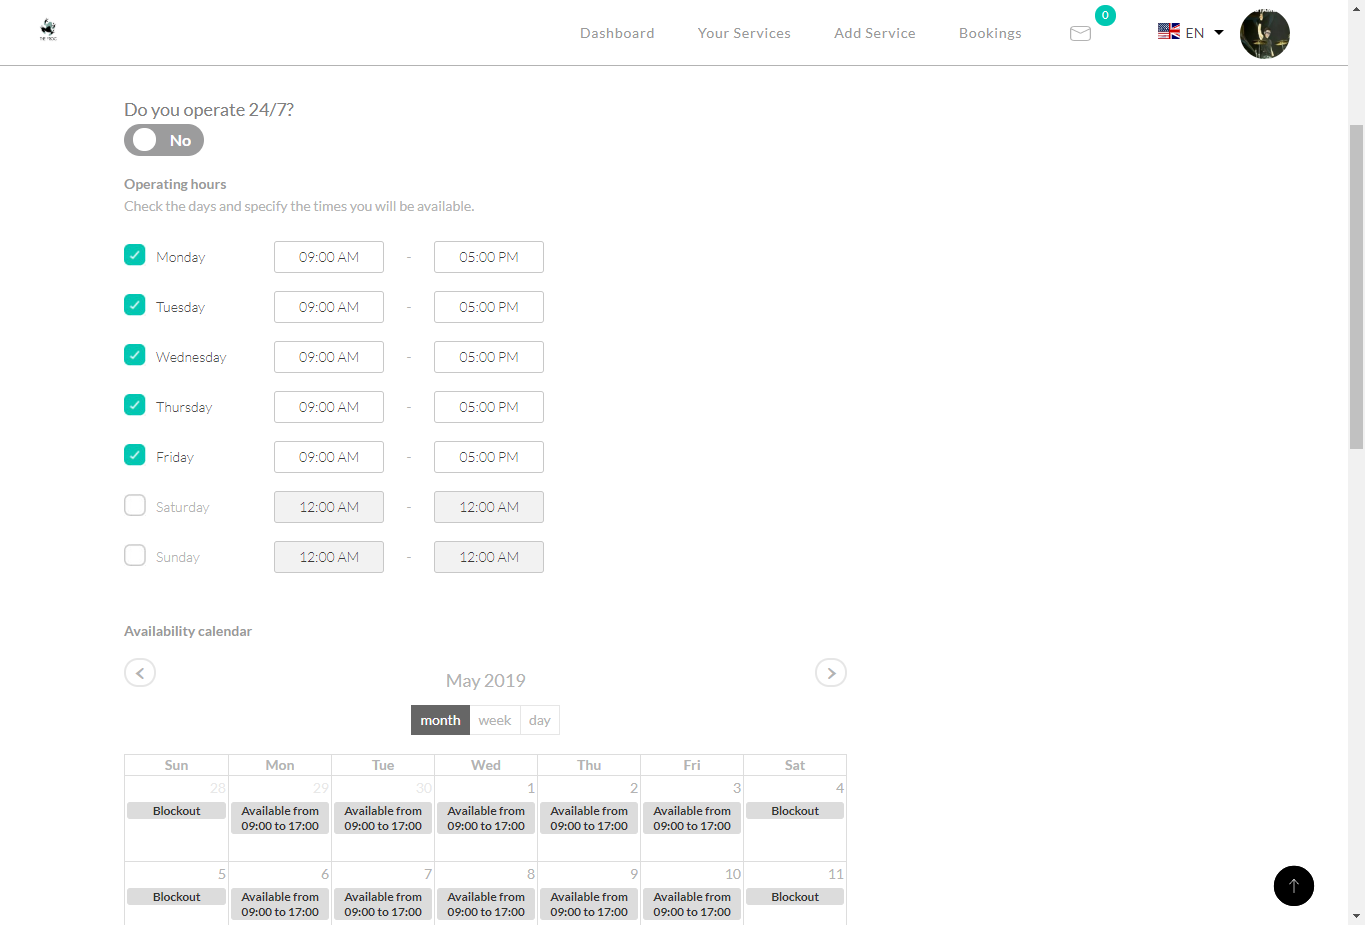 Dashboard Your Services Add Service Bookings 0 EN
Do you operate 24/7?
No
Operating hours
Check the days and specify the times you will be available.
Monday 09:00 AM - 05:00 PM
Tuesday 09:00 AM - 05:00 PM
Wednesday 09:00 AM - 05:00 PM
Thursday 09:00 AM - 05:00 PM
Friday 09:00 AM - 05:00 PM
Saturday 12:00 AM - 12:00 AM
Sunday 12:00 AM - 12:00 AM
Availability calendar
May 2019
month week day
Sun Mon Tue Wed Thu Fri Sat
28 29 30 1 2 3 4
Blockout Available from Available from Available from Available from Available from Blockout
09:00 to 17:00 09:00 to 17:00 09:00 to 17:00 09:00 to 17:00 09:00 to 17:00
5 6 7 8 9 10 11
Blockout Available from Available from Available from Available from Available from Blockout
09:00 to 17:00 09:00 to 17:00 09:00 to 17:00 09:00 to 17:00 09:00 to 17:00